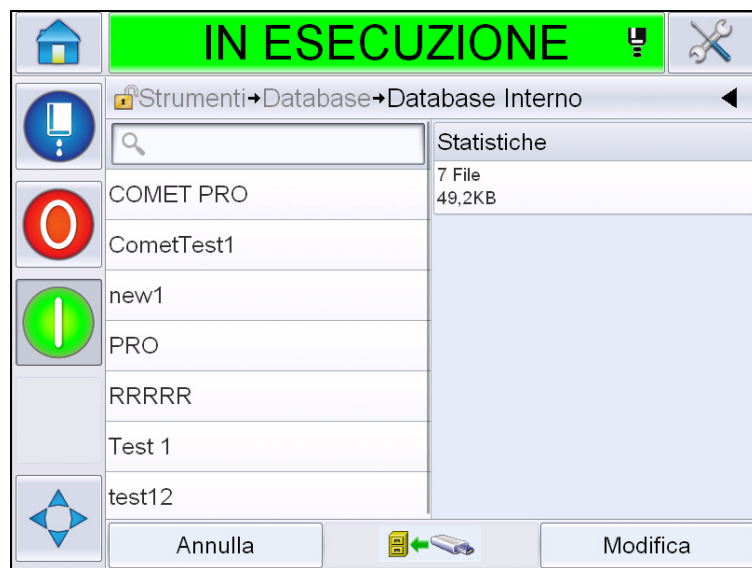 IN ESECUZIONE
Strumenti→Database→Database Interno
Statistiche
7 File
49,2KB
COMET PRO
CometTest1
new1
PRO
RRRRR
Test 1
test12
Annulla
Modifica